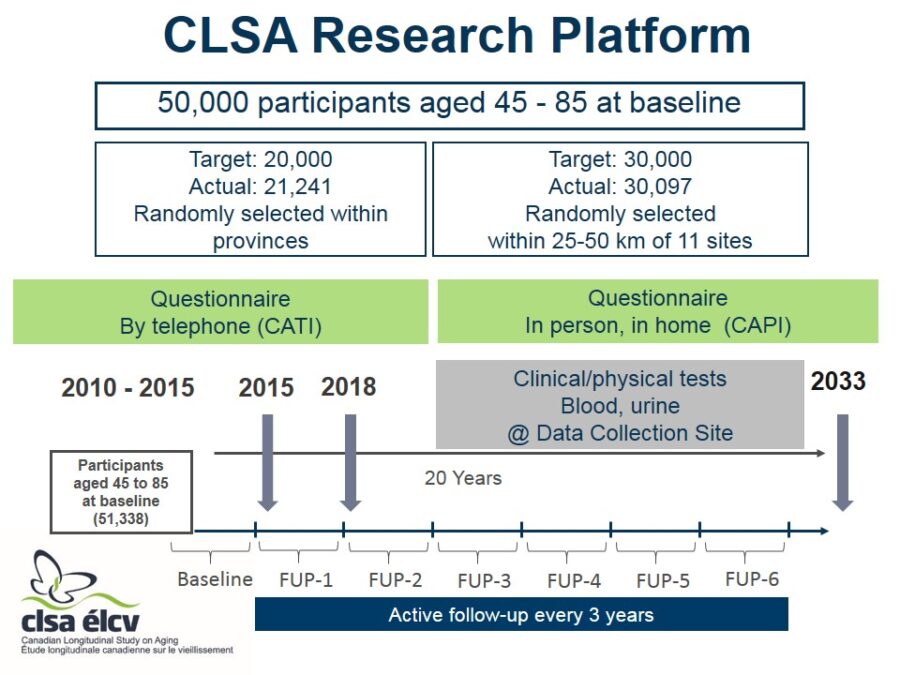 CLSA Research Platform
50,000 participants aged 45 - 85 at baseline
Target: 20,000
Actual: 21,241
Randomly selected within
provinces
Target: 30,000
Actual: 30,097
Randomly selected
within 25-50 km of 11 sites
Questionnaire
By telephone (CATI)
Questionnaire
In person, in home (CAPI)
Clinical/physical tests
Blood, urine
@ Data Collection Site
2010 - 2015
2015
2018
2033
20 Years
Participants
aged 45 to 85
at baseline
(51,338)
Baseline
FUP-1
FUP-2
FUP-3
FUP-4
FUP-5
FUP-6
Active follow-up every 3 years
clsa élcv
Canadian Longitudinal Study on Aging
Étude longitudinale canadienne sur le vieillissement